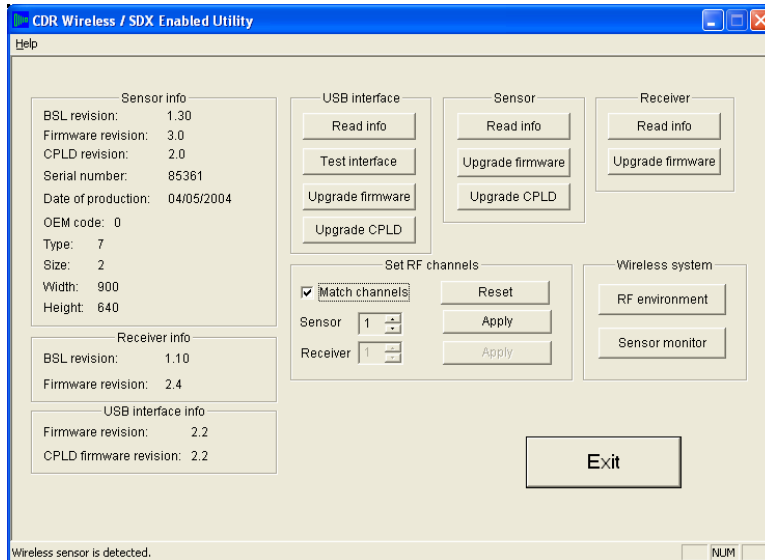 CDR Wireless / SDX Enabled Utility
Help
Sensor info
BSL revision: 1.30
Firmware revision: 3.0
CPLD revision: 2.0
Serial number: 85361
Date of production: 04/05/2004
OEM code: 0
Type: 7
Size: 2
Width: 900
Height: 640
Receiver info
BSL revision: 1.10
Firmware revision: 2.4
USB interface info
Firmware revision: 2.2
CPLD firmware revision: 2.2
USB interface
Read info
Test interface
Upgrade firmware
Upgrade CPLD
Sensor
Read info
Upgrade firmware
Upgrade CPLD
Receiver
Read info
Upgrade firmware
Set RF channels
Match channels Reset
Sensor 1 Apply
Receiver 1 Apply
Wireless system
RF environment
Sensor monitor
Exit
Wireless sensor is detected. NUM